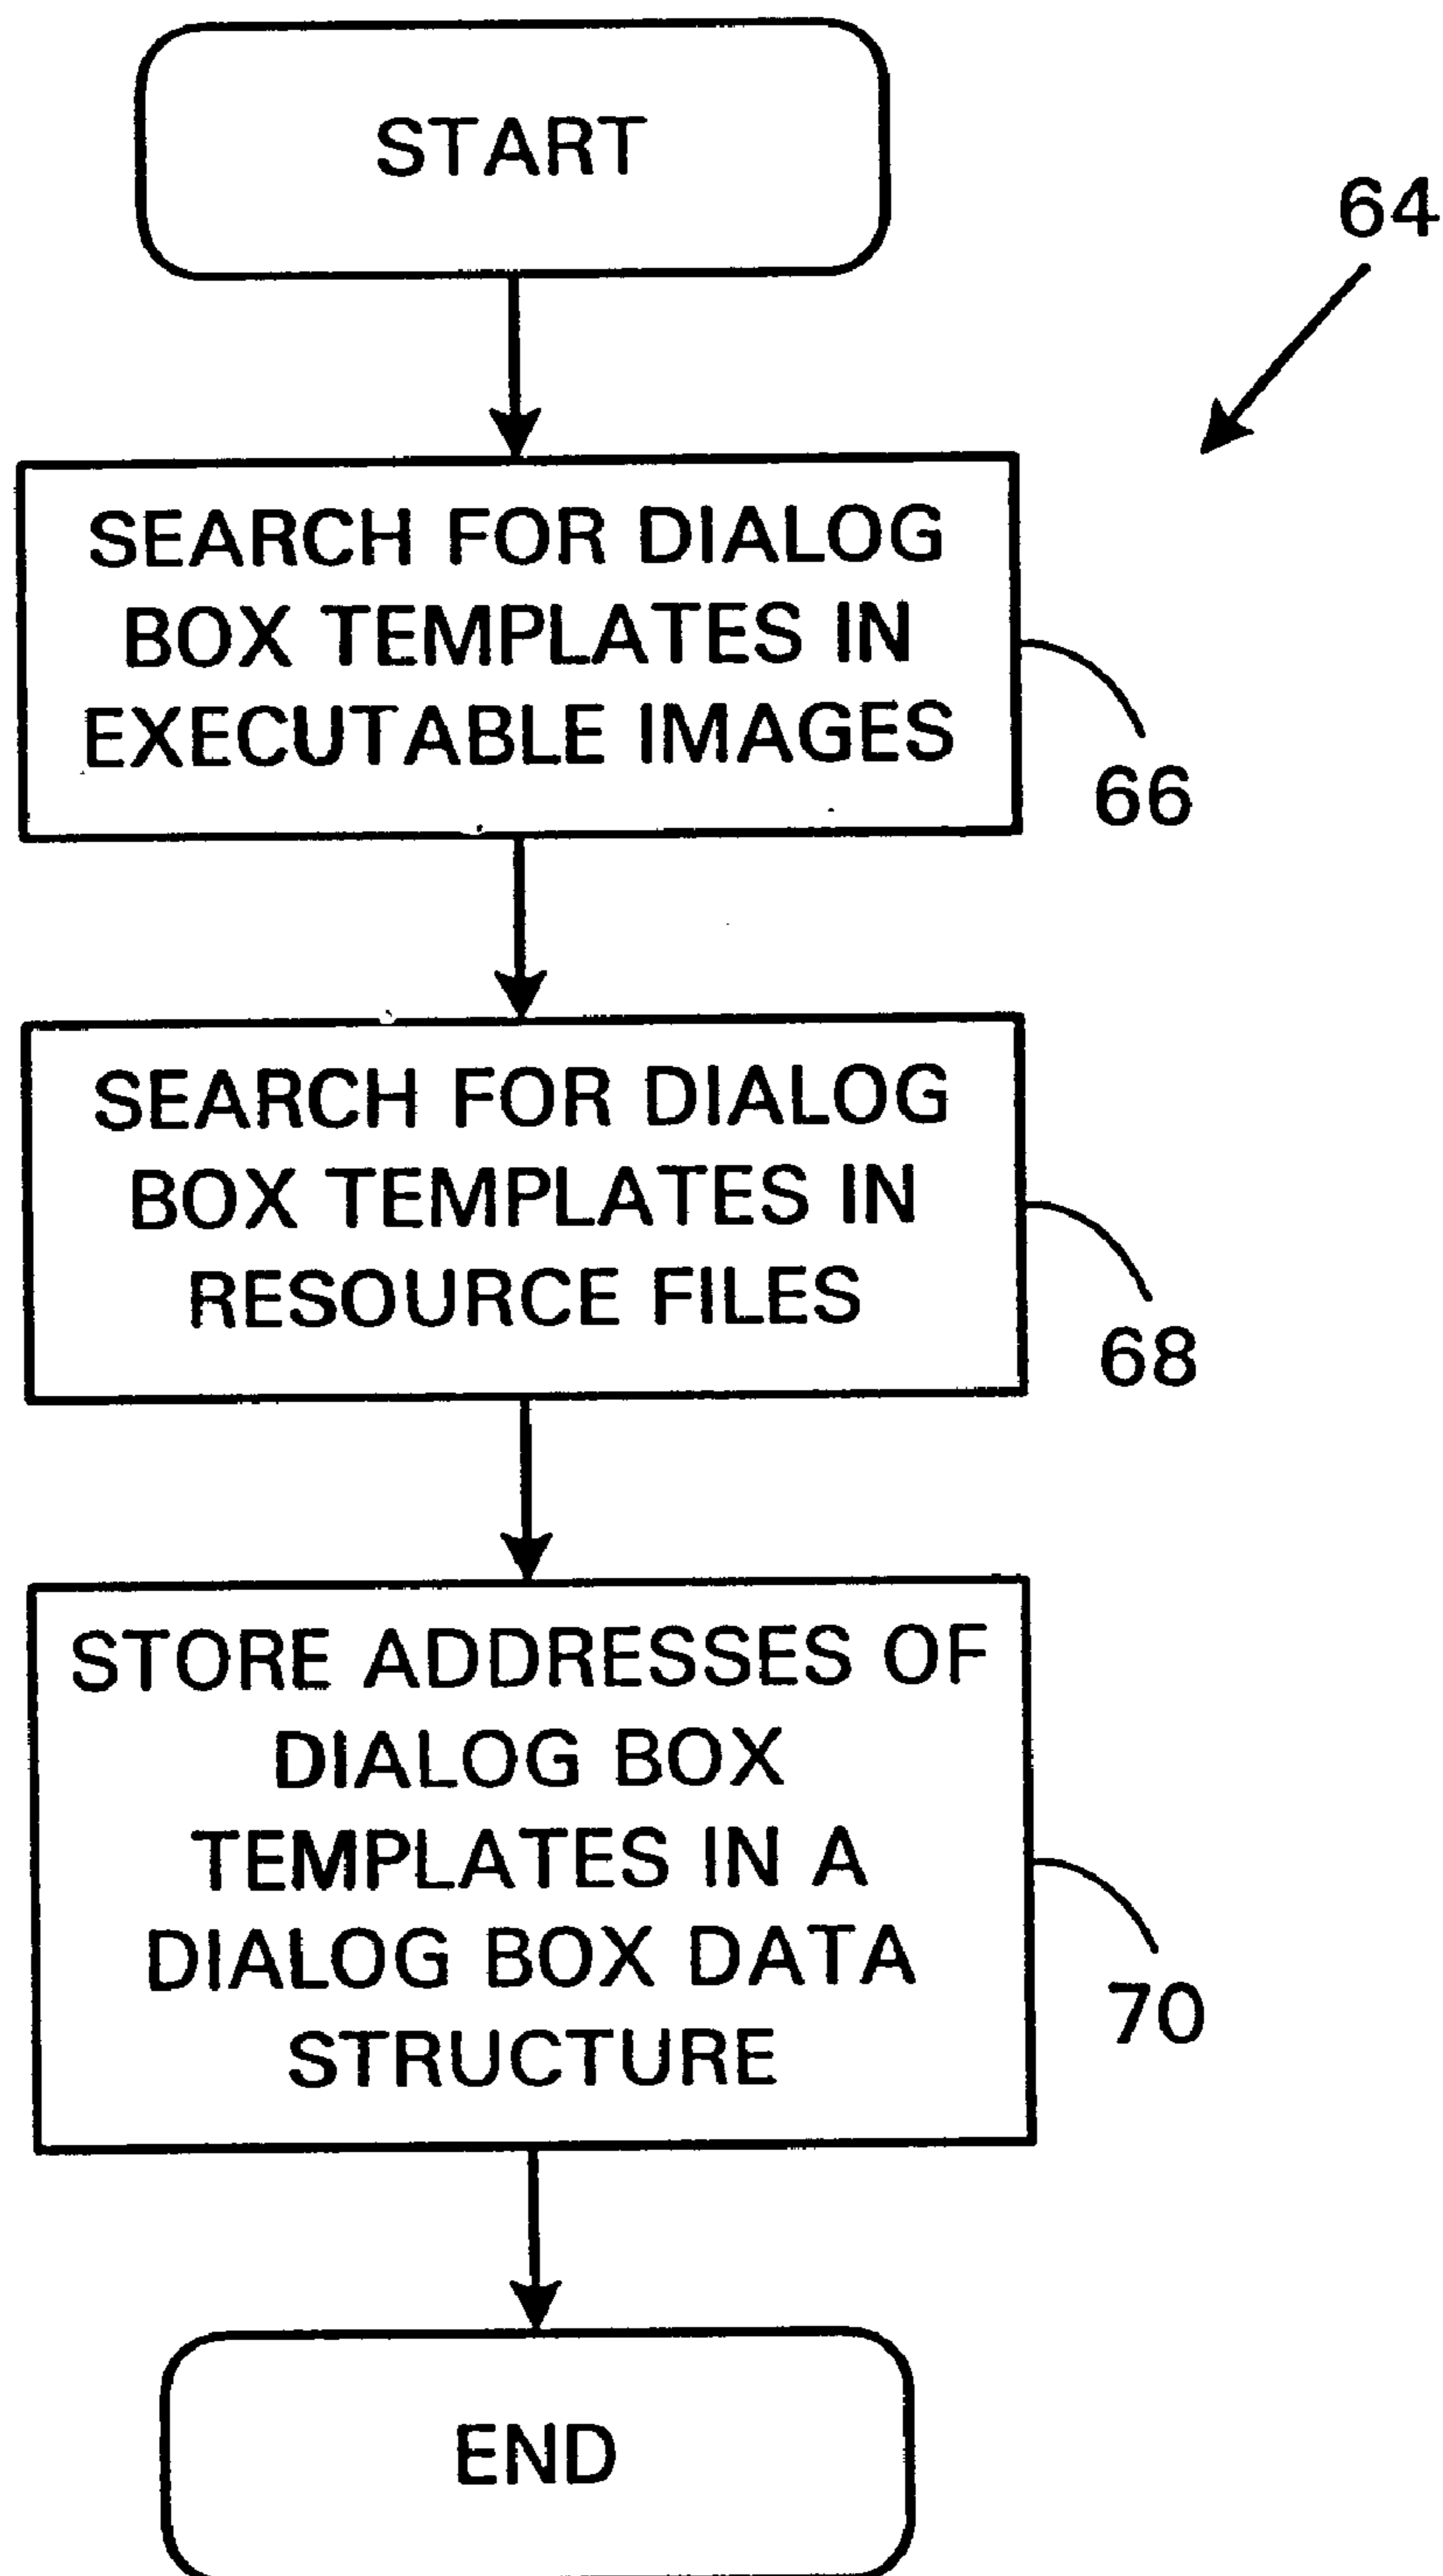 START
64
SEARCH FOR DIALOG
BOX TEMPLATES IN
EXECUTABLE IMAGES
66
SEARCH FOR DIALOG
BOX TEMPLATES IN
RESOURCE FILES
68
STORE ADDRESSES OF
DIALOG BOX
TEMPLATES IN A
DIALOG BOX DATA
STRUCTURE
70
END